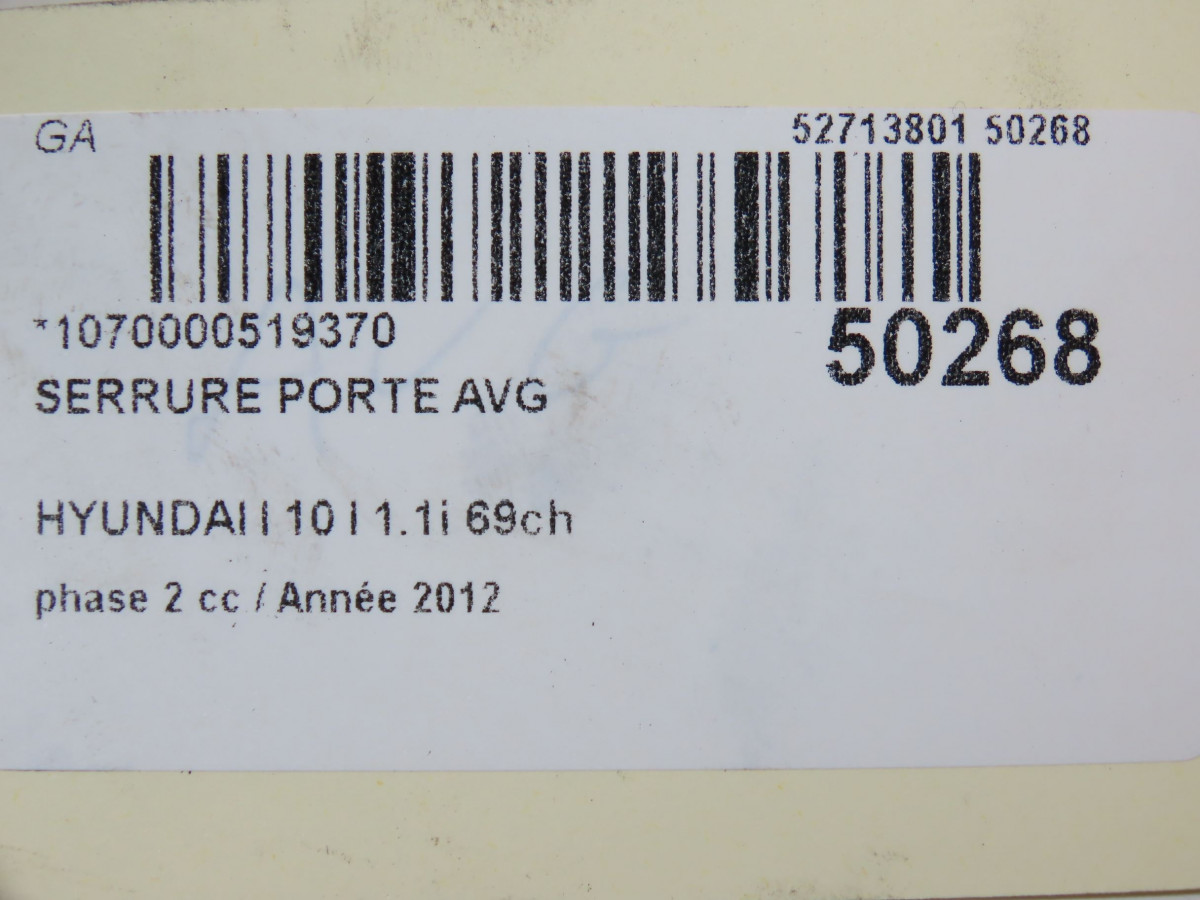 GA 52713801 50268
*1070000519370
50268
SERRURE PORTE AVG
HYUNDAI I 10 I 1.1i 69ch
phase 2 cc / Année 2012